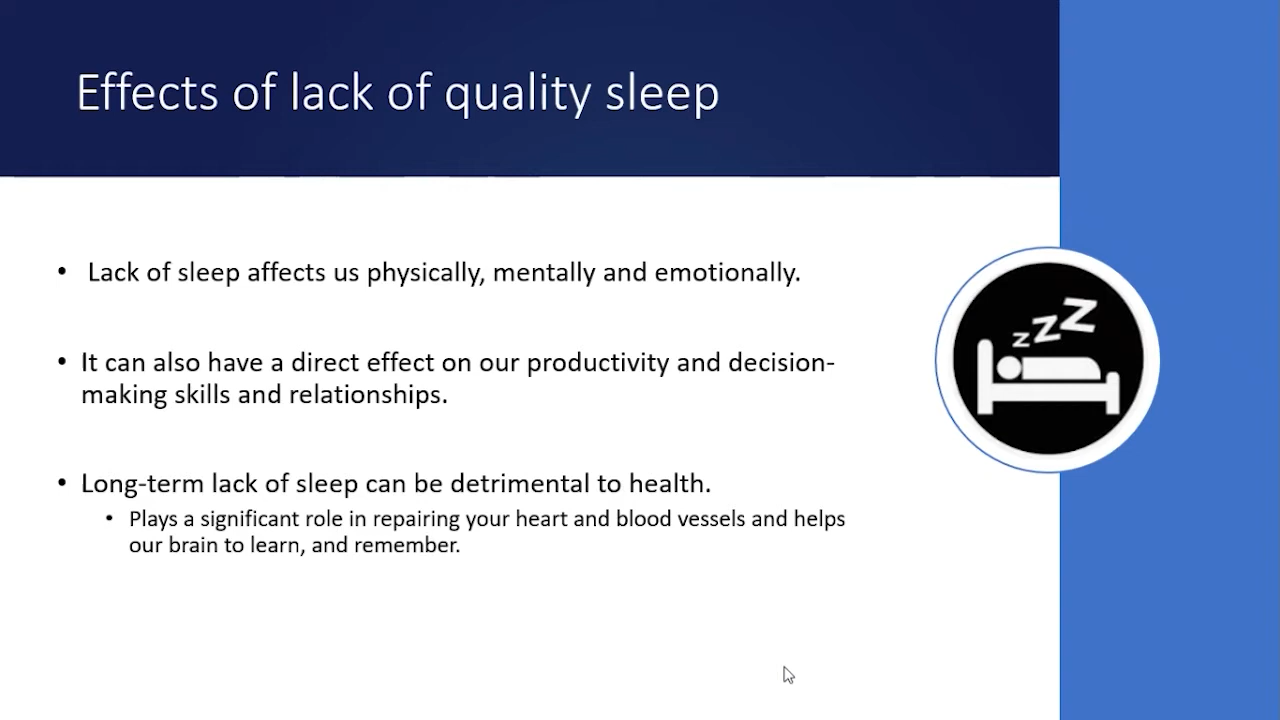 Effects of lack of quality sleep
• Lack of sleep affects us physically, mentally and emotionally.
• It can also have a direct effect on our productivity and decision-
making skills and relationships.
• Long-term lack of sleep can be detrimental to health.
• Plays a significant role in repairing your heart and blood vessels and helps
our brain to learn, and remember.
z z z